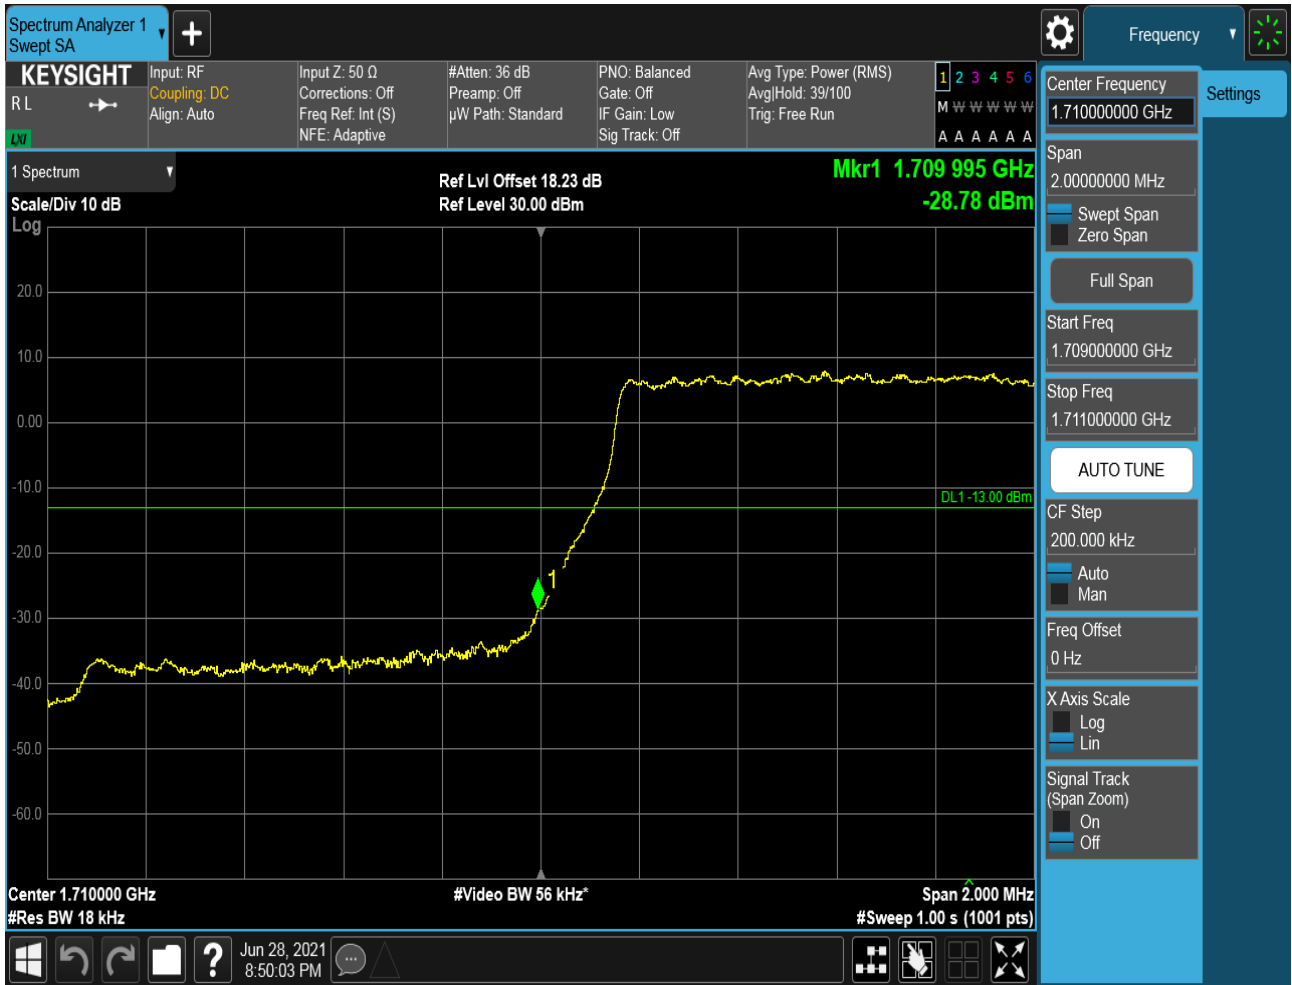 Spectrum Analyzer 1
Swept SA
+
Frequency
KEYSIGHT
R L
LXI
Input: RF
Coupling: DC
Align: Auto
Input Z: 50 Ω
Corrections: Off
Freq Ref: Int (S)
NFE: Adaptive
#Atten: 36 dB
Preamp: Off
µW Path: Standard
PNO: Balanced
Gate: Off
IF Gain: Low
Sig Track: Off
Avg Type: Power (RMS)
Avg|Hold: 39/100
Trig: Free Run
1 2 3 4 5 6
M W W W W W
A A A A A A
1 Spectrum
Scale/Div 10 dB
Log
Ref Lvl Offset 18.23 dB
Ref Level 30.00 dBm
Mkr1 1.709 995 GHz
-28.78 dBm
20.0
10.0
0.00
-10.0
-20.0
-30.0
-40.0
-50.0
-60.0
DL1 -13.00 dBm
1
Center 1.710000 GHz
#Res BW 18 kHz
#Video BW 56 kHz*
Span 2.000 MHz
#Sweep 1.00 s (1001 pts)
Center Frequency
1.710000000 GHz
Settings
Span
2.00000000 MHz
Swept Span
Zero Span
Full Span
Start Freq
1.709000000 GHz
Stop Freq
1.711000000 GHz
AUTO TUNE
CF Step
200.000 kHz
Auto
Man
Freq Offset
0 Hz
X Axis Scale
Log
Lin
Signal Track
(Span Zoom)
On
Off
?
Jun 28, 2021
8:50:03 PM